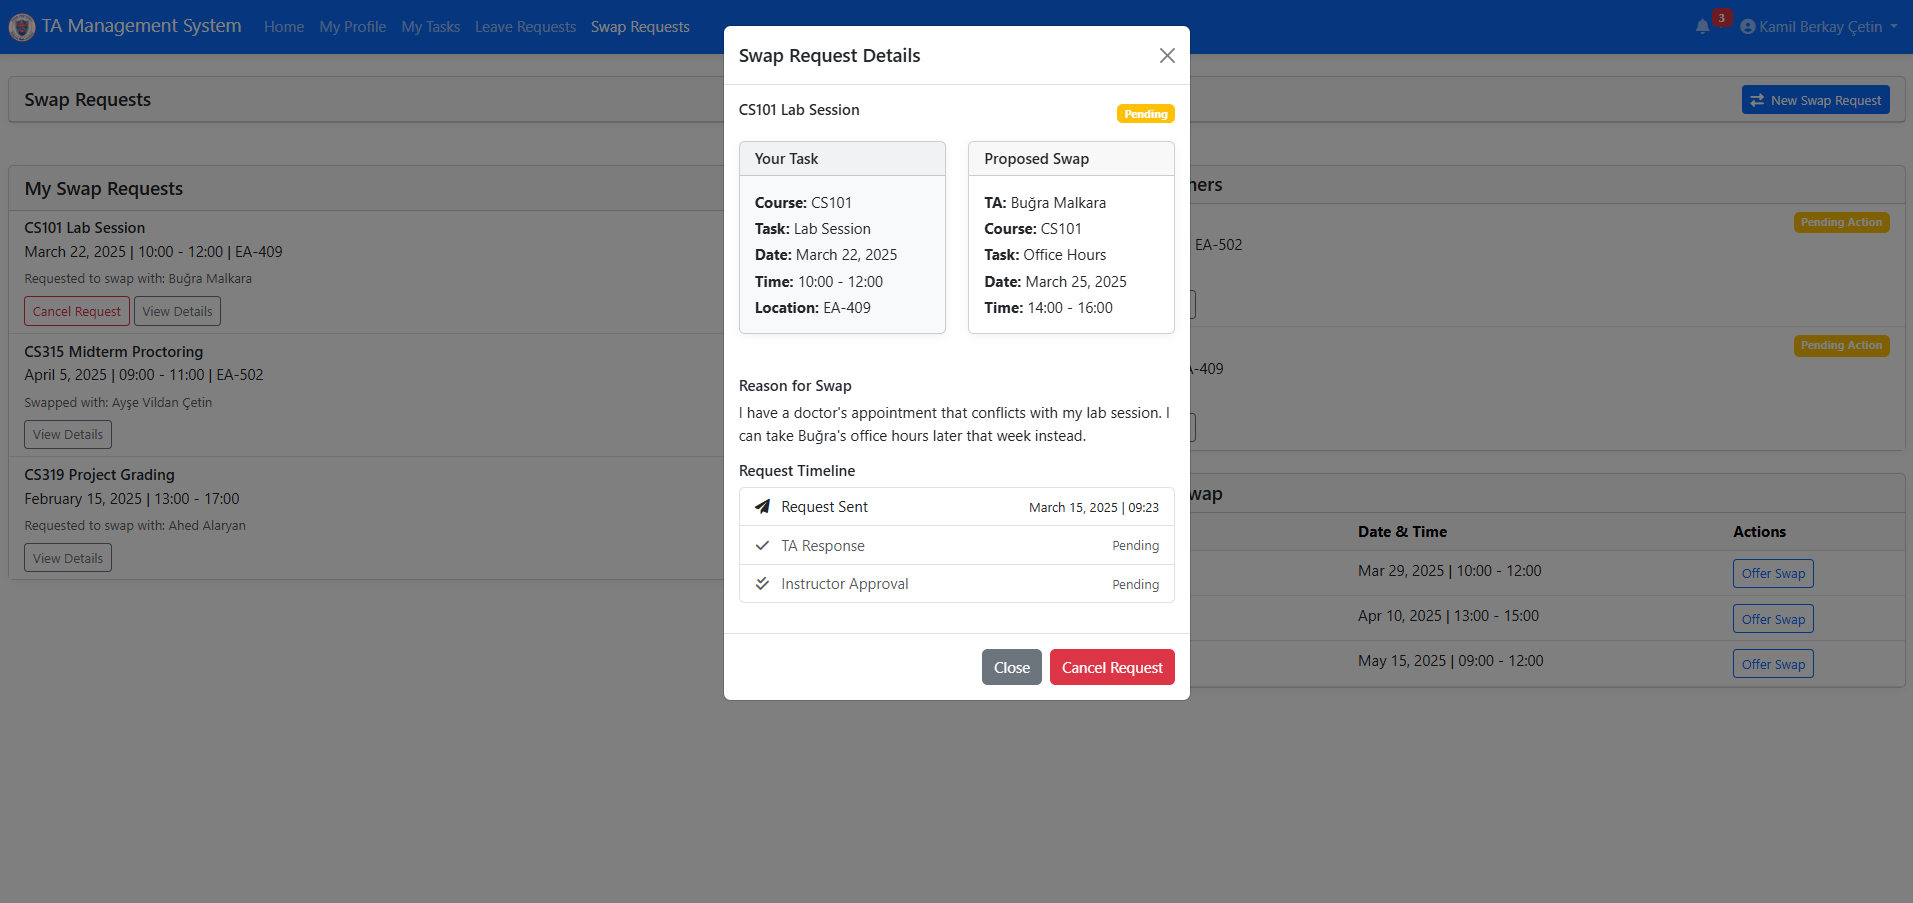 TA Management System
Home
My Profile
My Tasks
Leave Requests
Swap Requests
3
Kamil Berkay Çetin
Swap Requests
New Swap Request
My Swap Requests
CS101 Lab Session
March 22, 2025 | 10:00 - 12:00 | EA-409
Requested to swap with: Buğra Malkara
Cancel Request
View Details
CS315 Midterm Proctoring
April 5, 2025 | 09:00 - 11:00 | EA-502
Swapped with: Ayşe Vildan Çetin
View Details
CS319 Project Grading
February 15, 2025 | 13:00 - 17:00
Requested to swap with: Ahed Alaryan
View Details
Swap Request Details
CS101 Lab Session
Pending
Your Task
Course: CS101
Task: Lab Session
Date: March 22, 2025
Time: 10:00 - 12:00
Location: EA-409
Proposed Swap
TA: Buğra Malkara
Course: CS101
Task: Office Hours
Date: March 25, 2025
Time: 14:00 - 16:00
Reason for Swap
I have a doctor's appointment that conflicts with my lab session. I
can take Buğra's office hours later that week instead.
Request Timeline
Request Sent
March 15, 2025 | 09:23
TA Response
Pending
Instructor Approval
Pending
Close
Cancel Request
Pending Action
EA-502
Pending Action
-409
Date & Time
Actions
Mar 29, 2025 | 10:00 - 12:00
Offer Swap
Apr 10, 2025 | 13:00 - 15:00
Offer Swap
May 15, 2025 | 09:00 - 12:00
Offer Swap